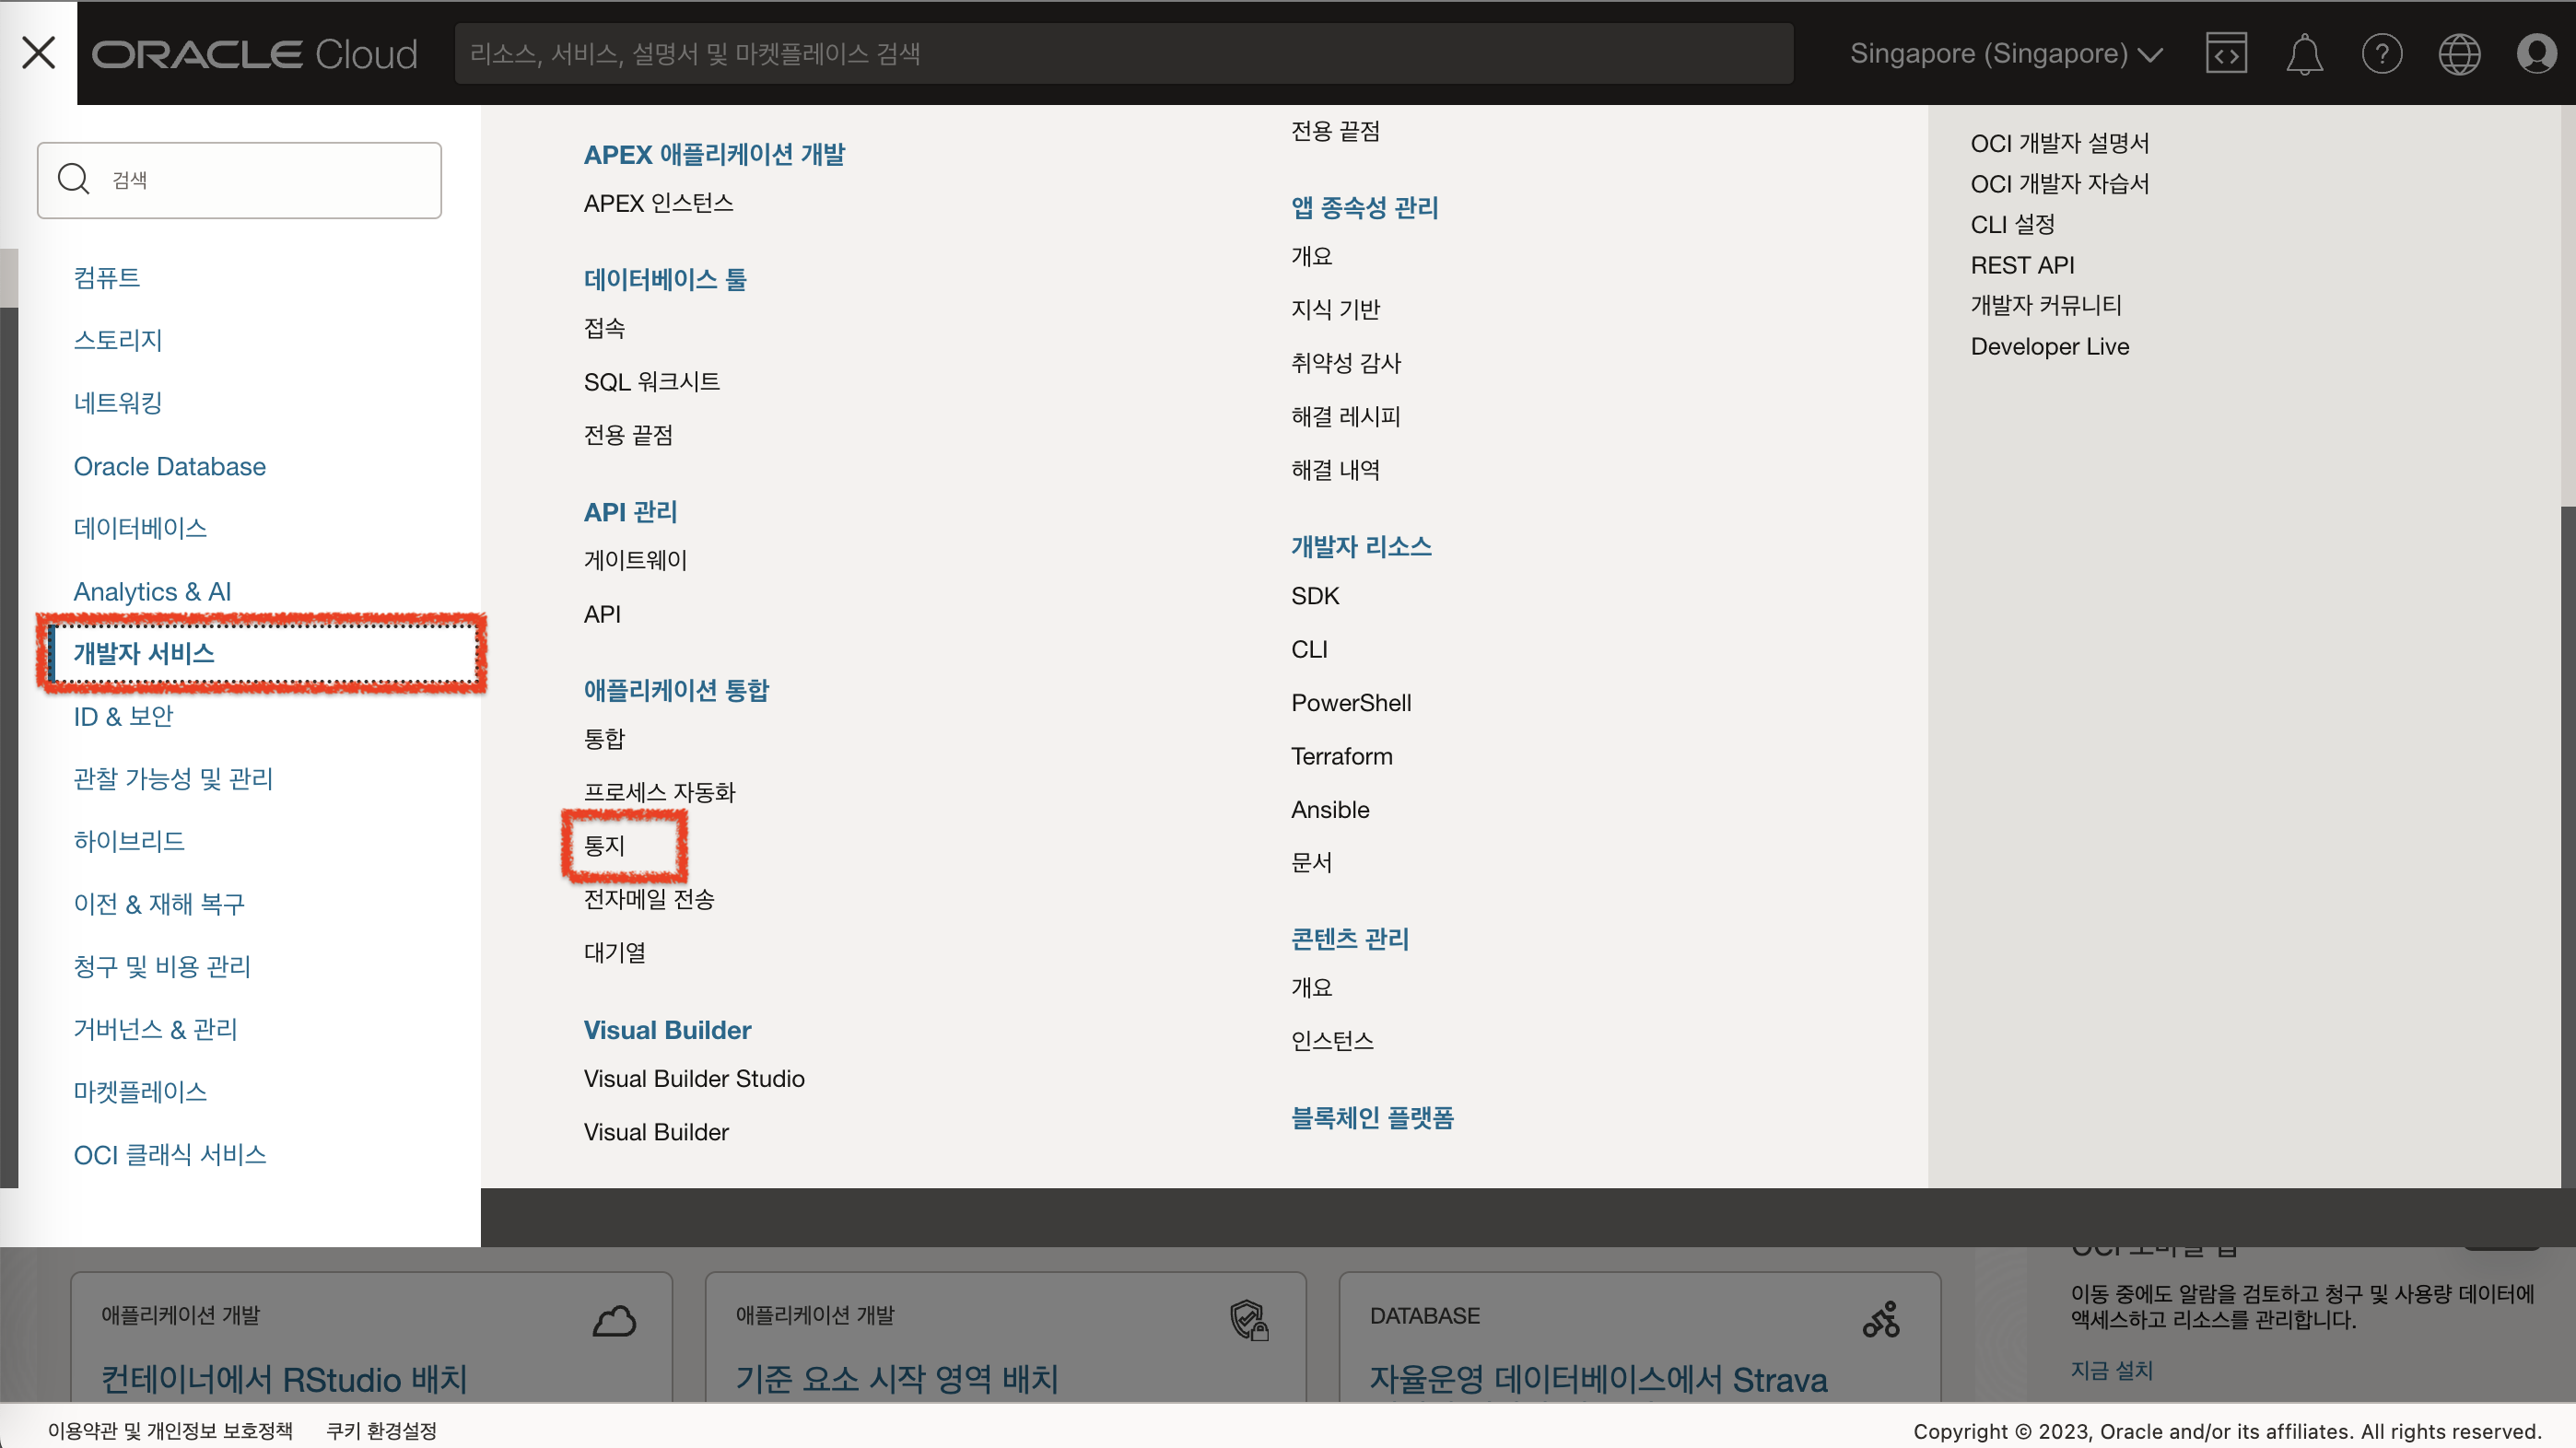 ORACLE Cloud
리소스, 서비스, 설명서 및 마켓플레이스 검색
Singapore (Singapore)
검색
컴퓨트
스토리지
네트워킹
Oracle Database
데이터베이스
Analytics & AI
개발자 서비스
ID & 보안
관찰 가능성 및 관리
하이브리드
이전 & 재해 복구
청구 및 비용 관리
거버넌스 & 관리
마켓플레이스
OCI 클래식 서비스
APEX 애플리케이션 개발
APEX 인스턴스
데이터베이스 툴
접속
SQL 워크시트
전용 끝점
API 관리
게이트웨이
API
애플리케이션 통합
통합
프로세스 자동화
통지
전자메일 전송
대기열
Visual Builder
Visual Builder Studio
Visual Builder
전용 끝점
앱 종속성 관리
개요
지식 기반
취약성 감사
해결 레시피
해결 내역
개발자 리소스
SDK
CLI
PowerShell
Terraform
Ansible
문서
콘텐츠 관리
개요
인스턴스
블록체인 플랫폼
OCI 개발자 설명서
OCI 개발자 자습서
CLI 설정
REST API
개발자 커뮤니티
Developer Live
애플리케이션 개발
컨테이너에서 RStudio 배치
애플리케이션 개발
기준 요소 시작 영역 배치
DATABASE
자율운영 데이터베이스에서 Strava
이동 중에도 알람을 검토하고 청구 및 사용량 데이터에
액세스하고 리소스를 관리합니다.
지금 설치
이용약관 및 개인정보 보호정책
쿠키 환경설정
Copyright © 2023, Oracle and/or its affiliates. All rights reserved.